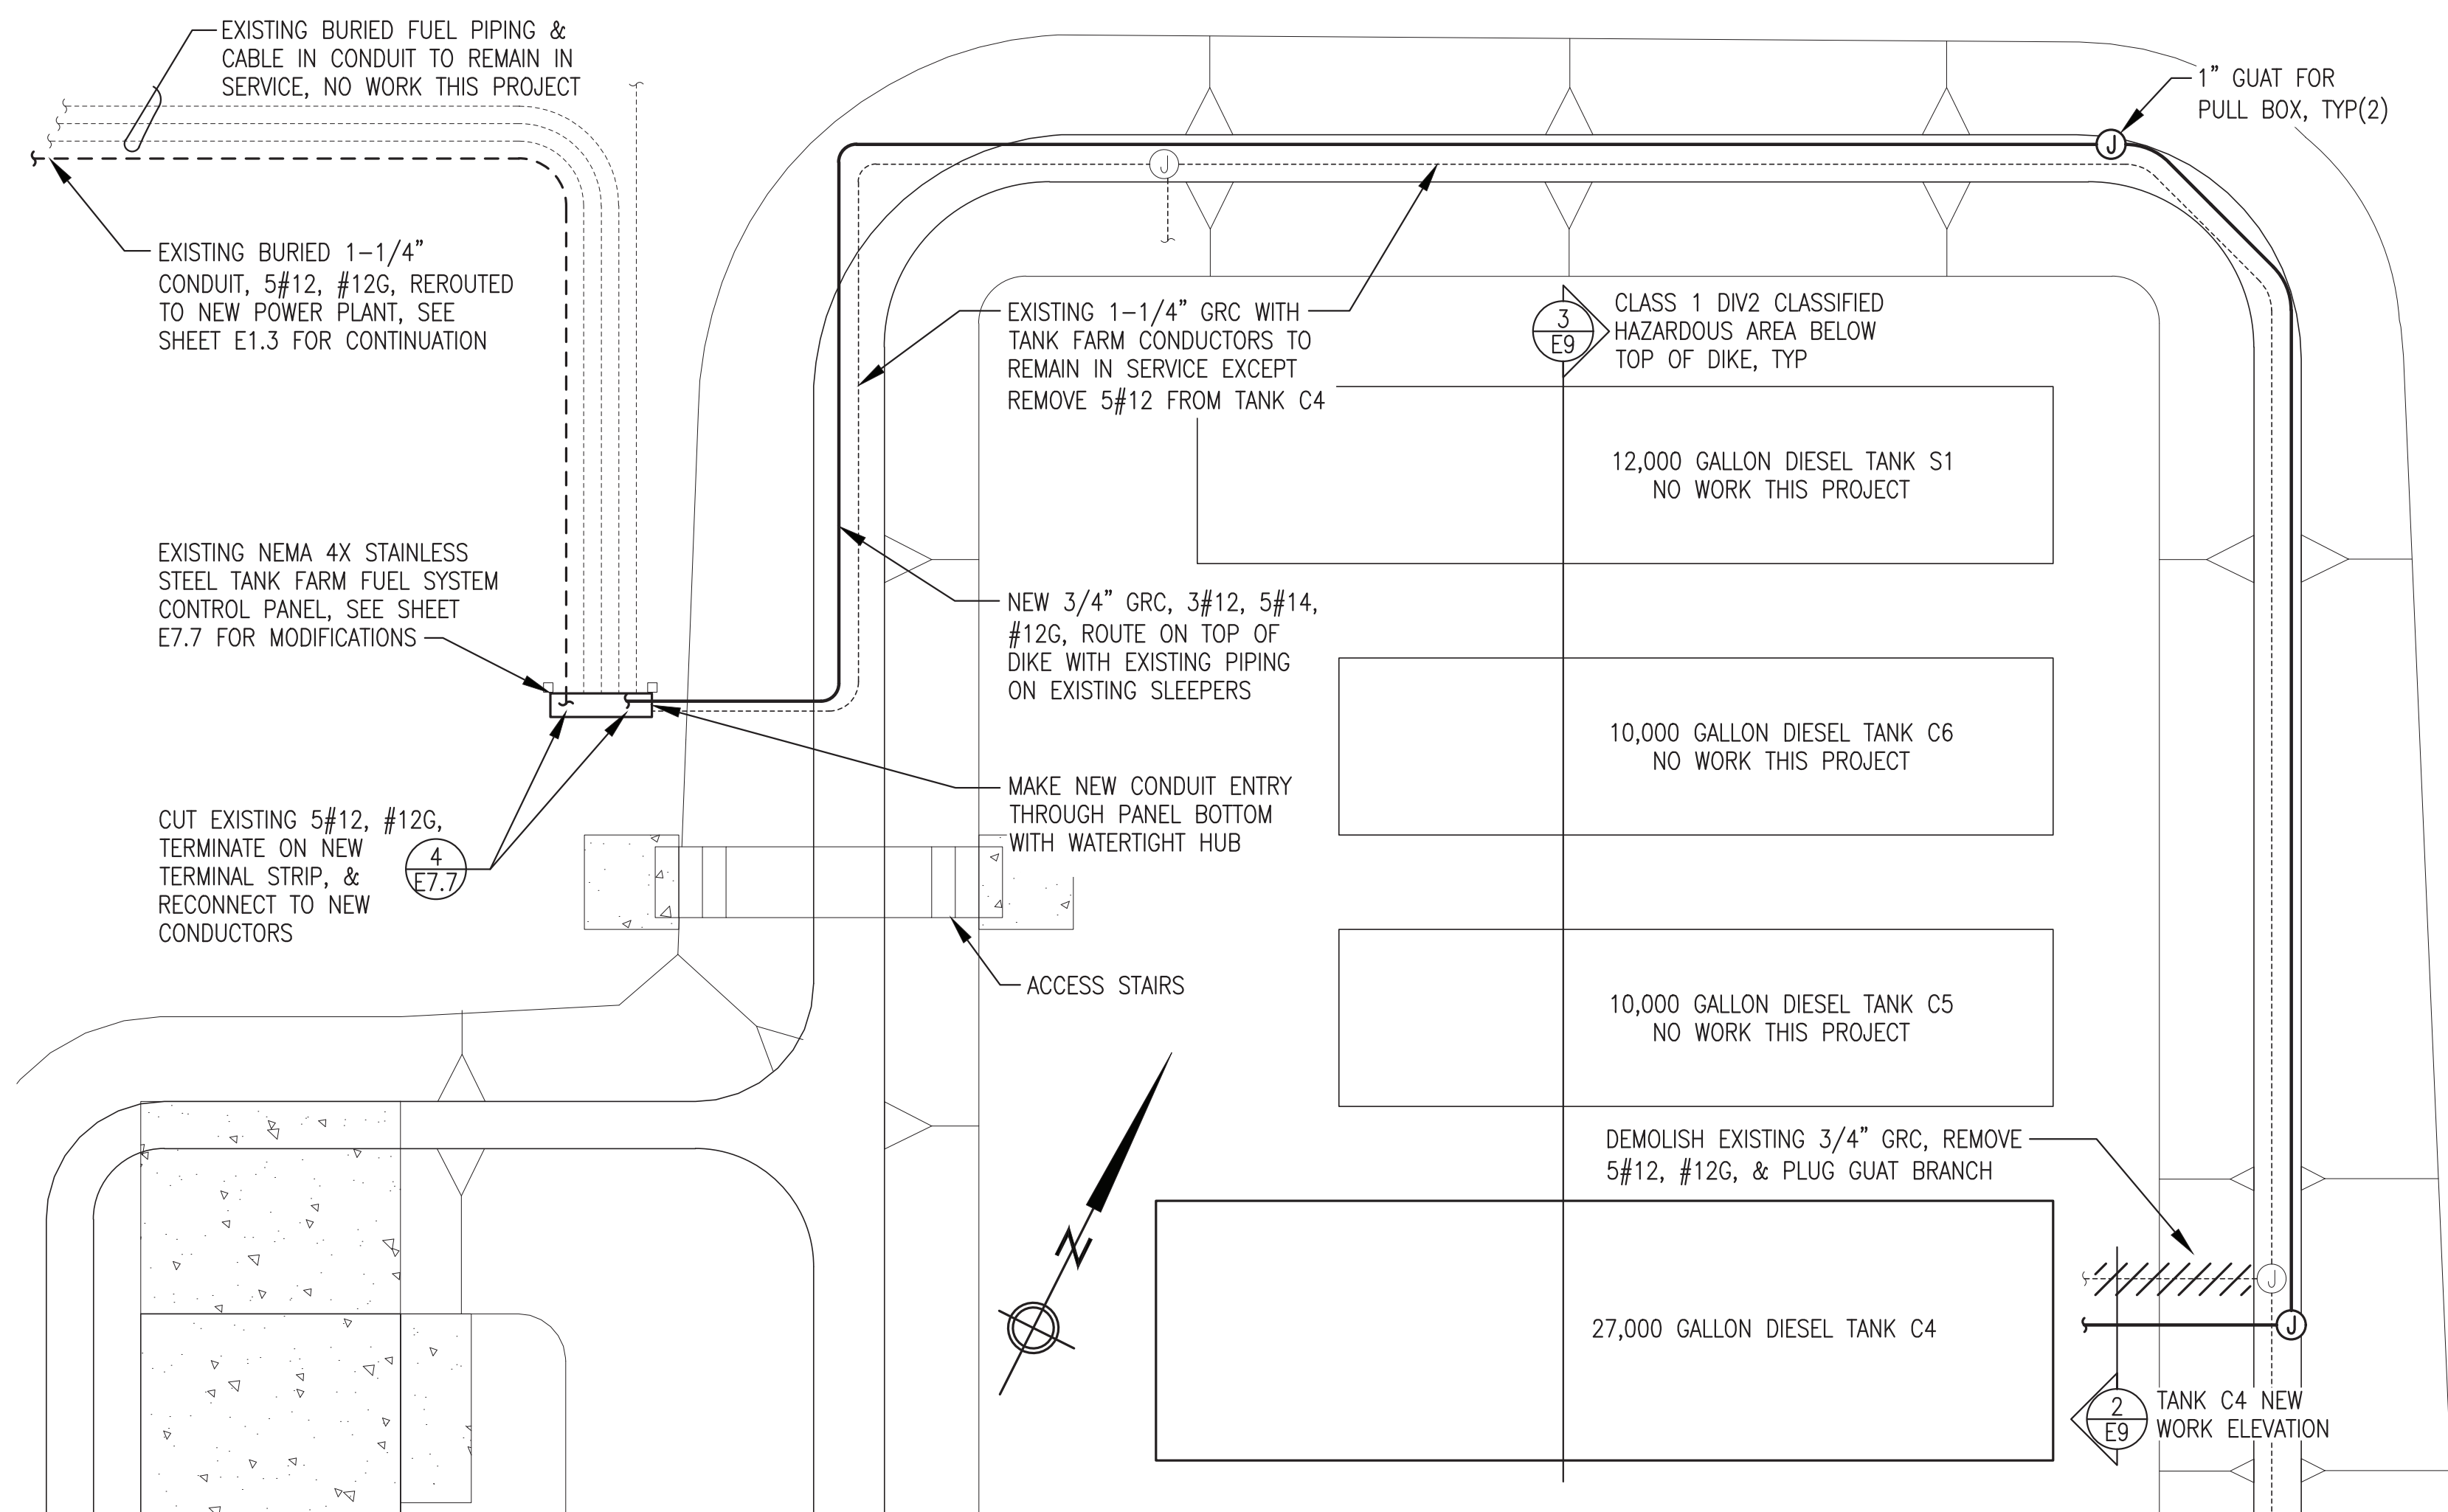 EXISTING BURIED FUEL PIPING &
CABLE IN CONDUIT TO REMAIN IN
SERVICE, NO WORK THIS PROJECT
1" GUAT FOR
PULL BOX, TYP(2)
J
J
EXISTING BURIED 1-1/4"
CONDUIT, 5#12, #12G, REROUTED
TO NEW POWER PLANT, SEE
SHEET E1.3 FOR CONTINUATION
EXISTING 1-1/4" GRC WITH
TANK FARM CONDUCTORS TO
REMAIN IN SERVICE EXCEPT
REMOVE 5#12 FROM TANK C4
3
E9
CLASS 1 DIV2 CLASSIFIED
HAZARDOUS AREA BELOW
TOP OF DIKE, TYP
12,000 GALLON DIESEL TANK S1
NO WORK THIS PROJECT
EXISTING NEMA 4X STAINLESS
STEEL TANK FARM FUEL SYSTEM
CONTROL PANEL, SEE SHEET
E7.7 FOR MODIFICATIONS
NEW 3/4" GRC, 3#12, 5#14,
#12G, ROUTE ON TOP OF
DIKE WITH EXISTING PIPING
ON EXISTING SLEEPERS
10,000 GALLON DIESEL TANK C6
NO WORK THIS PROJECT
MAKE NEW CONDUIT ENTRY
THROUGH PANEL BOTTOM
WITH WATERTIGHT HUB
CUT EXISTING 5#12, #12G,
TERMINATE ON NEW
TERMINAL STRIP, &
RECONNECT TO NEW
CONDUCTORS
4
E7.7
ACCESS STAIRS
10,000 GALLON DIESEL TANK C5
NO WORK THIS PROJECT
DEMOLISH EXISTING 3/4" GRC, REMOVE
5#12, #12G, & PLUG GUAT BRANCH
N
J
27,000 GALLON DIESEL TANK C4
J
2
E9
TANK C4 NEW
WORK ELEVATION